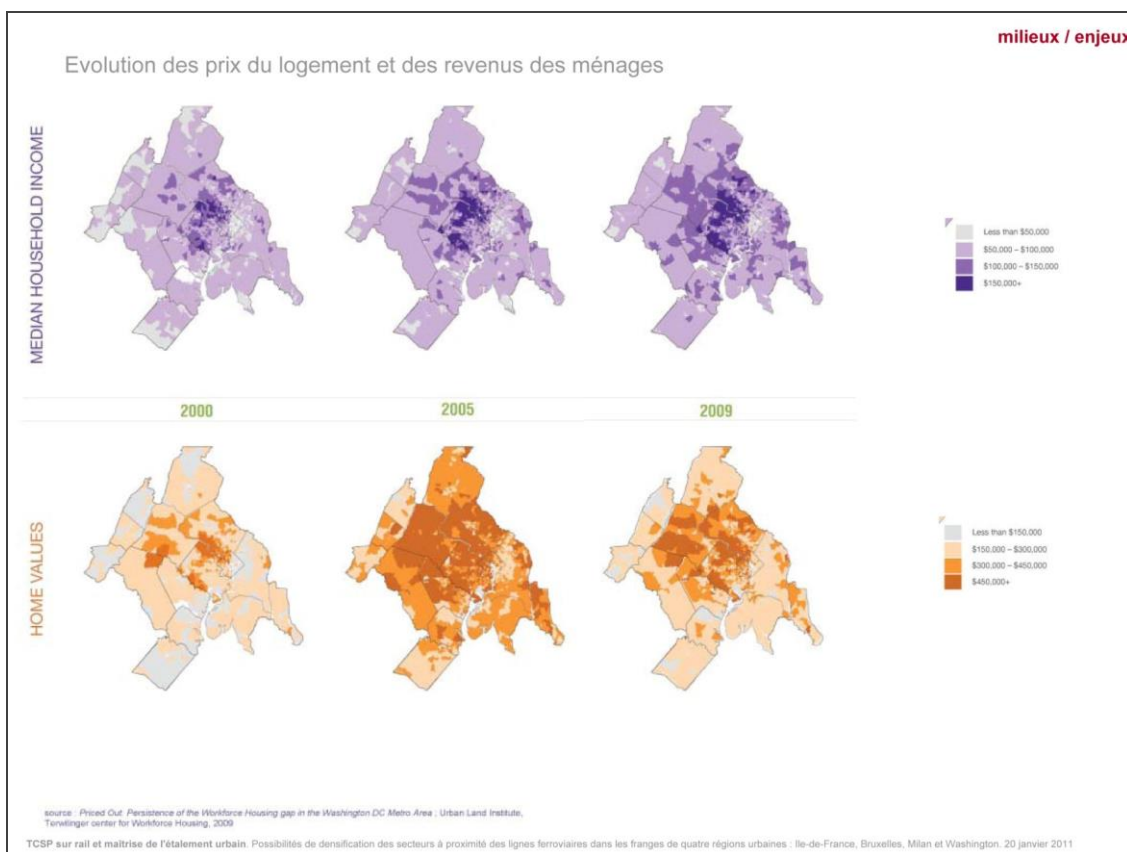 milieux / enjeux
Evolution des prix du logement et des revenus des ménages
MEDIAN HOUSEHOLD INCOME
Less than $50,000
$50,000 – $100,000
$100,000 – $150,000
$150,000+
2000
2005
2009
HOME VALUES
Less than $150,000
$150,000 – $300,000
$300,000 – $450,000
$450,000+
source : Priced Out: Persistence of the Workforce Housing gap in the Washington DC Metro Area ; Urban Land Institute,
Terwilinger center for Workforce Housing, 2009
TCSP sur rail et maîtrise de l'étalement urbain. Possibilités de densification des secteurs à proximité des lignes ferroviaires dans les franges de quatre régions urbaines : Ile-de-France, Bruxelles, Milan et Washington. 20 janvier 2011